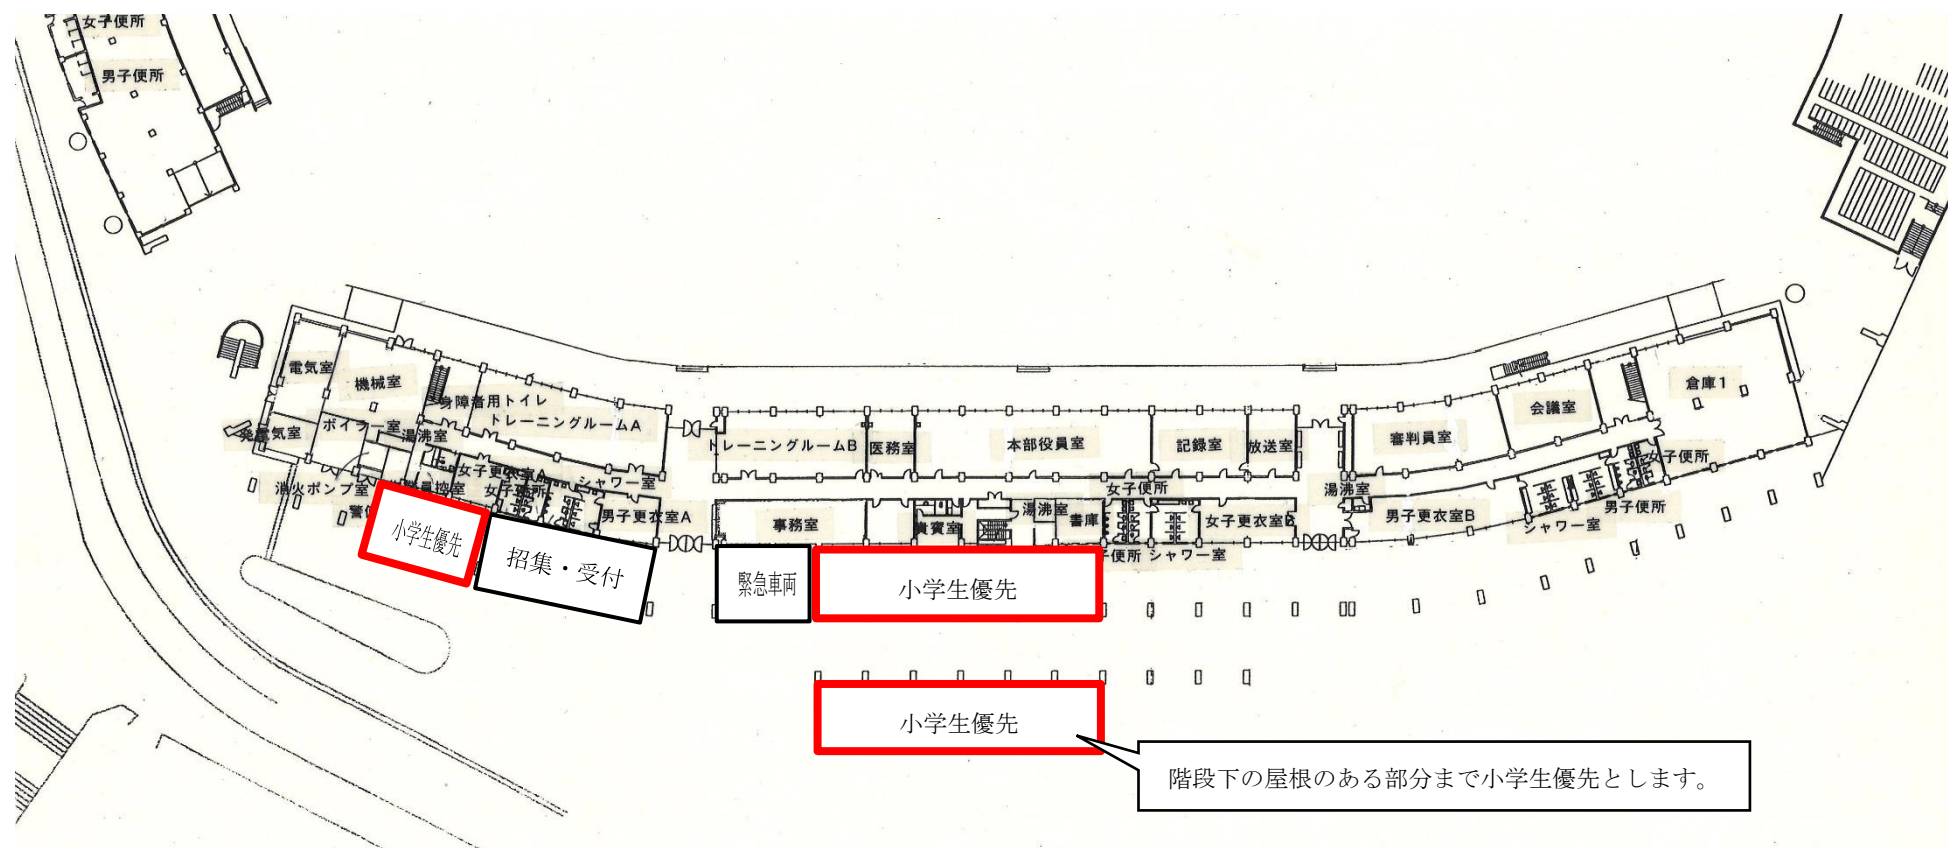 女子便所
男子便所
電気室
機械室
身障者用トイレ
トレーニングルームA
発電気室
ボイラー室
湯沸室
女子更衣室A
シャワー室
消火ポンプ室
女子便所
男子更衣室A
小学生優先
招集・受付
トレーニングルームB
医務室
本部役員室
記録室
放送室
女子便所
事務室
貴賓室
湯沸室
書庫
女子更衣室B
シャワー室
緊急車両
小学生優先
小学生優先
階段下の屋根のある部分まで小学生優先とします。
審判員室
会議室
倉庫1
湯沸室
男子更衣室B
シャワー室
男子便所
女子便所